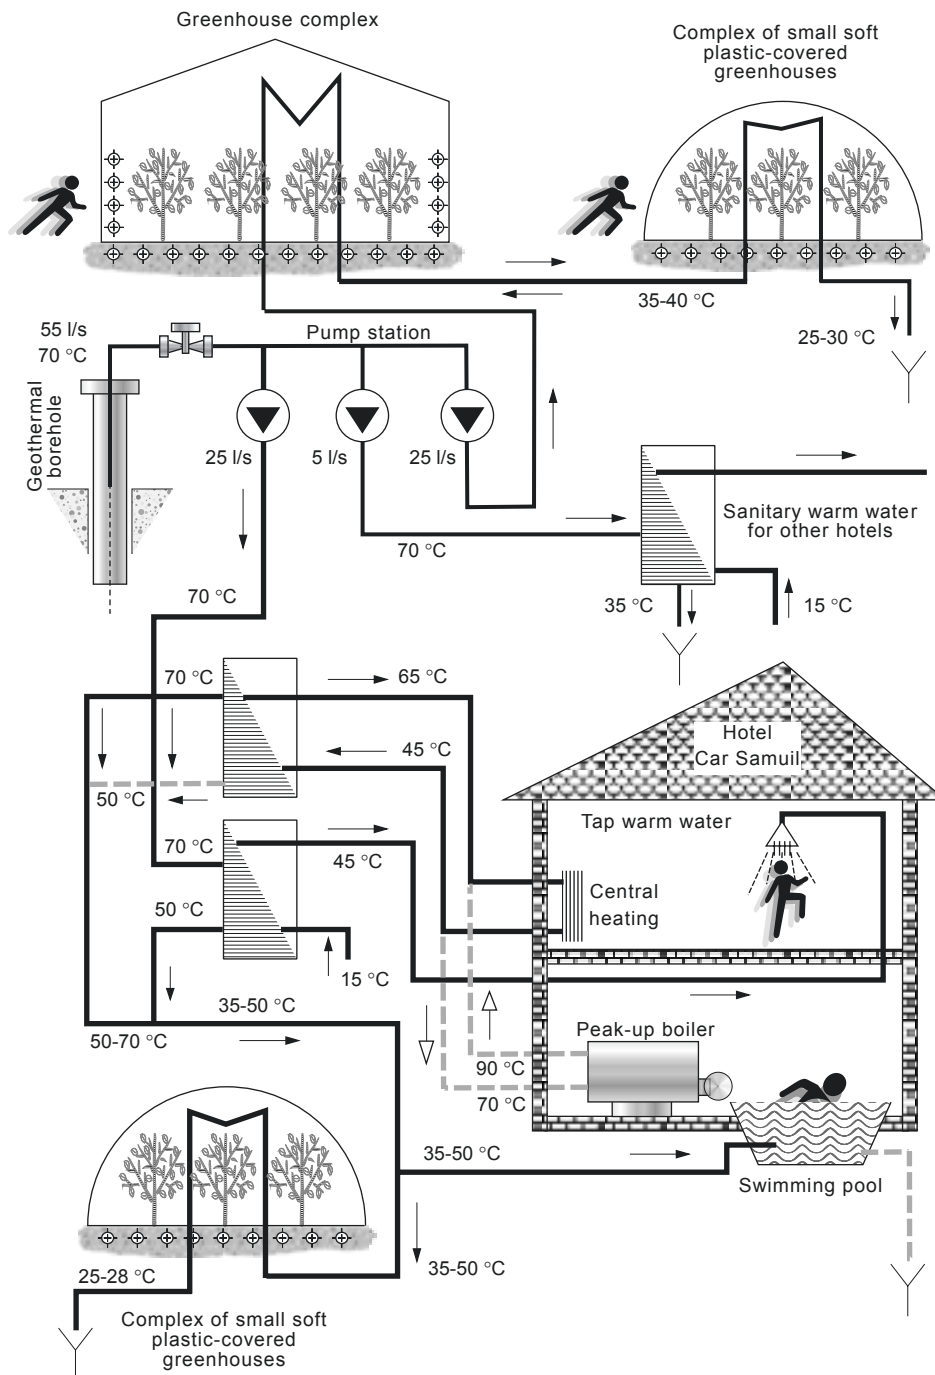 Greenhouse complex
Complex of small soft
plastic-covered
greenhouses
35-40 °C
25-30 °C
55 l/s
70 °C
Pump station
Geothermal
borehole
25 l/s
5 l/s
25 l/s
Sanitary warm water
for other hotels
70 °C
70 °C
35 °C
15 °C
70 °C
65 °C
45 °C
50 °C
Hotel
Car Samuil
Tap warm water
70 °C
45 °C
Central
heating
50 °C
15 °C
35-50 °C
50-70 °C
Peak-up boiler
90 °C
70 °C
35-50 °C
Swimming pool
25-28 °C
35-50 °C
Complex of small soft
plastic-covered
greenhouses